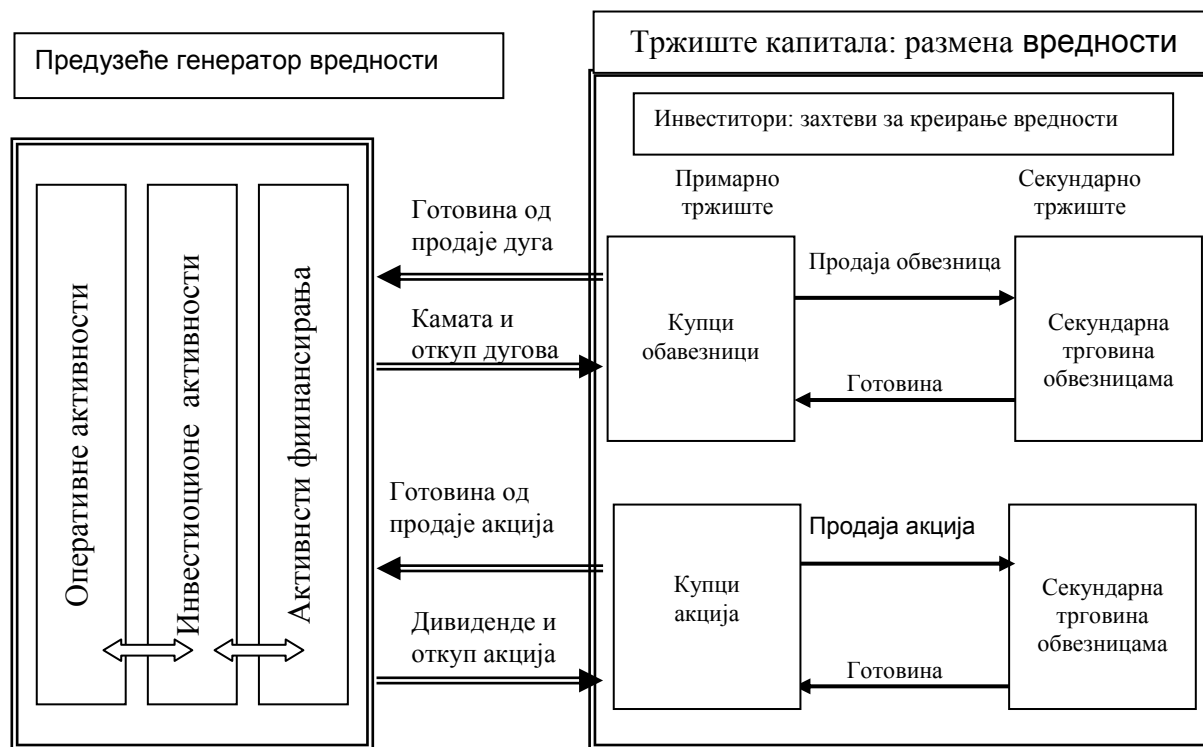 Предузеће генератор вредности
Тржиште капитала: размена вредности
Инвеститори: захтеви за креирање вредности
Примарно
тржиште
Секундарно
тржиште
Оперативне активности
Инвестиционе активности
Активнсти фиинансирања
Готовина од
продаје дуга
Камата и
откуп дугова
Готовина од
продаје акција
Дивиденде и
откуп акција
Купци
обавезници
Продаја обвезница
Готовина
Секундарна
трговина
обвезницама
Купци
акција
Продаја акција
Готовина
Секундарна
трговина
обвезницама